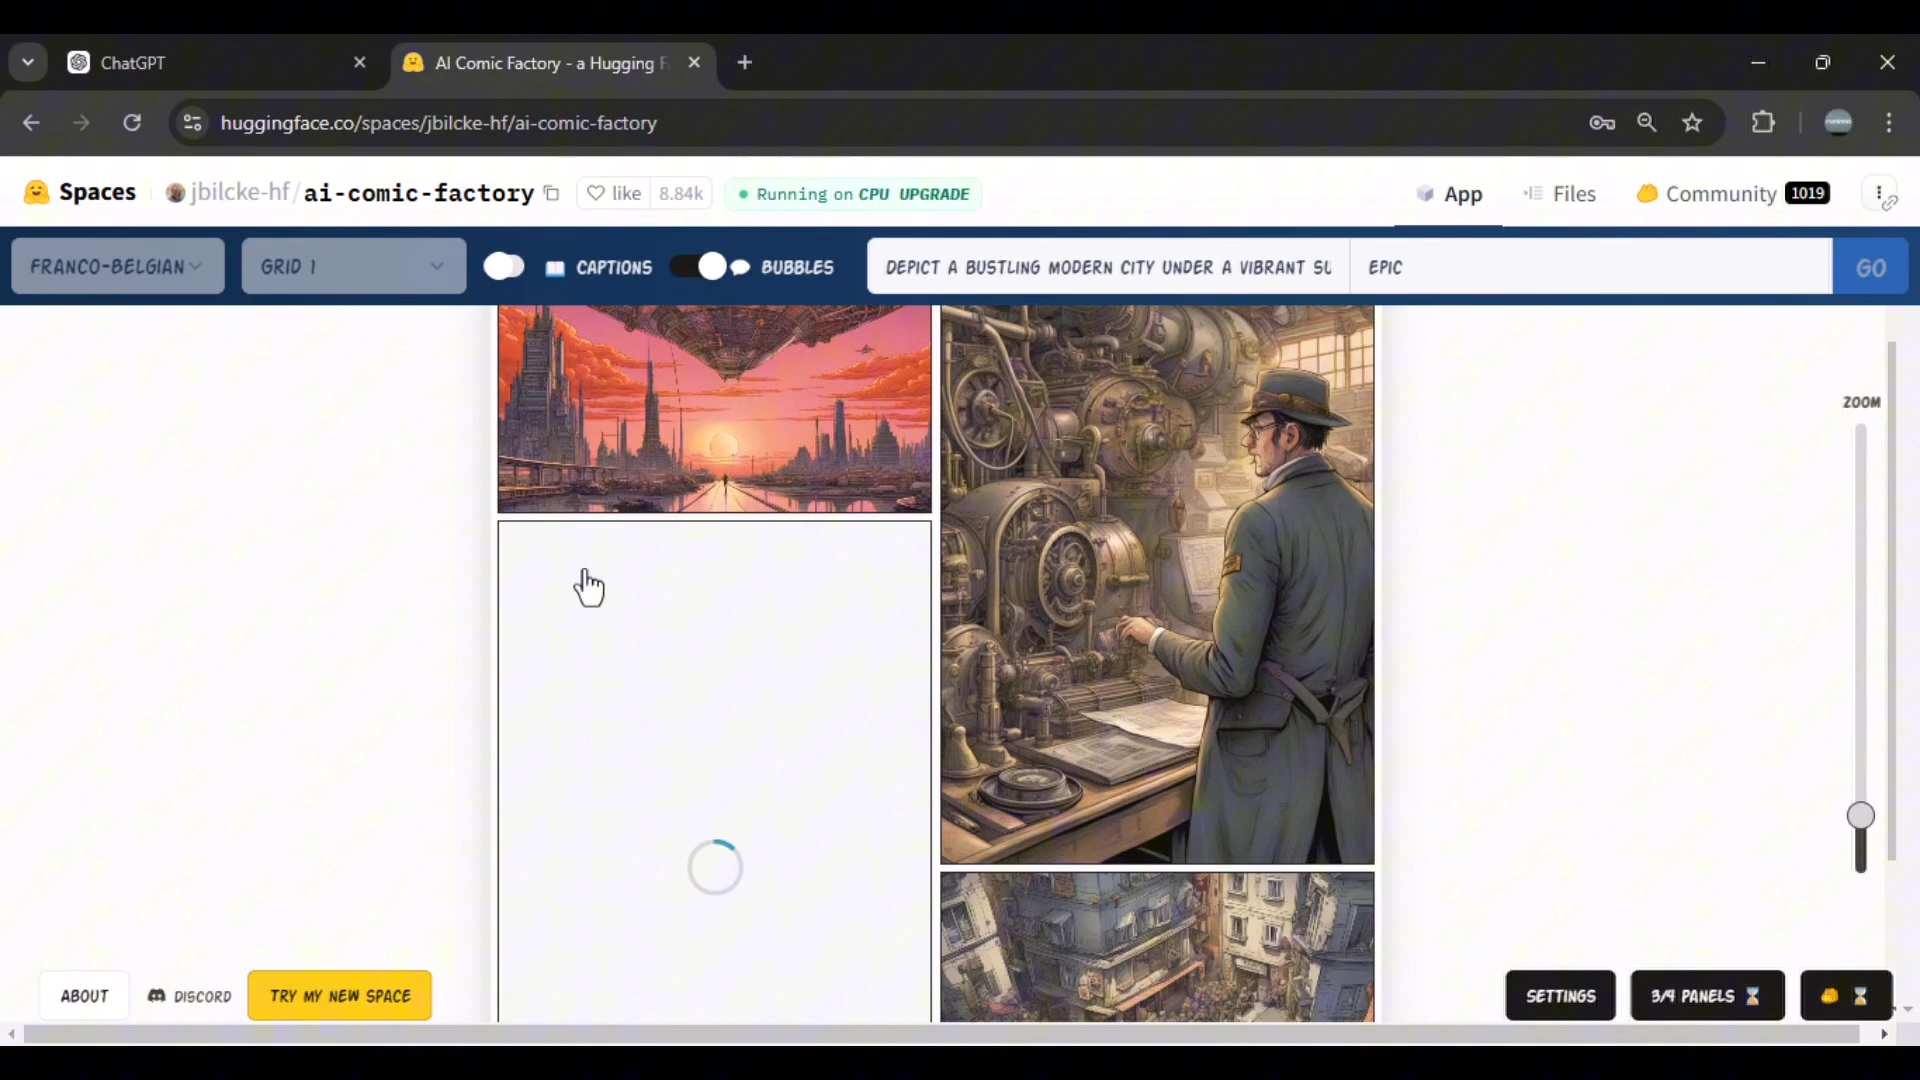 ChatGPT
AI Comic Factory - a Hugging F
huggingface.co/spaces/jbilcke-hf/ai-comic-factory
Spaces jbilcke-hf/ai-comic-factory like 8.84k Running on CPU UPGRADE App Files Community 1019
FRANCO-BELGIAN GRID 1 CAPTIONS BUBBLES DEPICT A BUSTLING MODERN CITY UNDER A VIBRANT SU EPIC GO
ZOOM
ABOUT DISCORD TRY MY NEW SPACE SETTINGS 3/4 PANELS